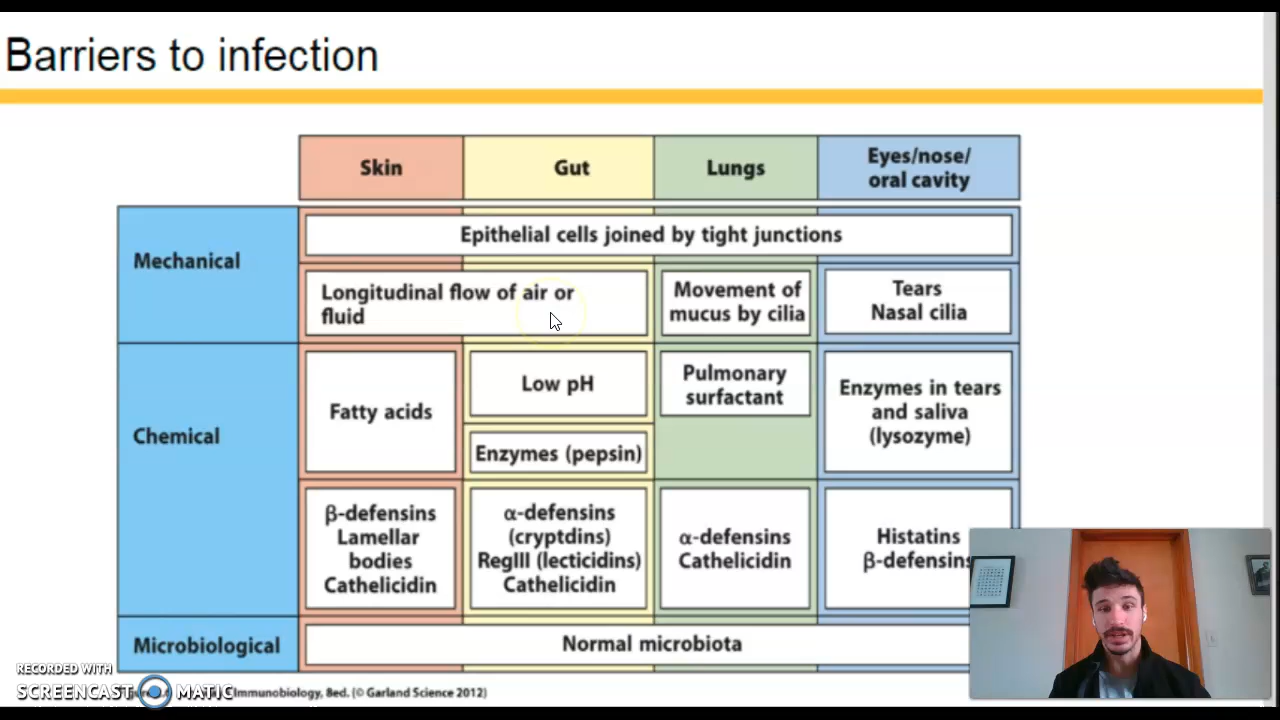 Barriers to infection
Skin
Gut
Lungs
Eyes/nose/
oral cavity
Mechanical
Epithelial cells joined by tight junctions
Longitudinal flow of air or
fluid
Movement of
mucus by cilia
Tears
Nasal cilia
Chemical
Fatty acids
Low pH
Enzymes (pepsin)
Pulmonary
surfactant
Enzymes in tears
and saliva
(lysozyme)
β-defensins
Lamellar
bodies
Cathelicidin
α-defensins
(cryptdins)
RegIII (lecticidins)
Cathelicidin
α-defensins
Cathelicidin
Histatins
β-defensins
Microbiological
Normal microbiota
RECORDED WITH
SCREENCAST MATIC
Immunobiology, 8ed. (© Garland Science 2012)